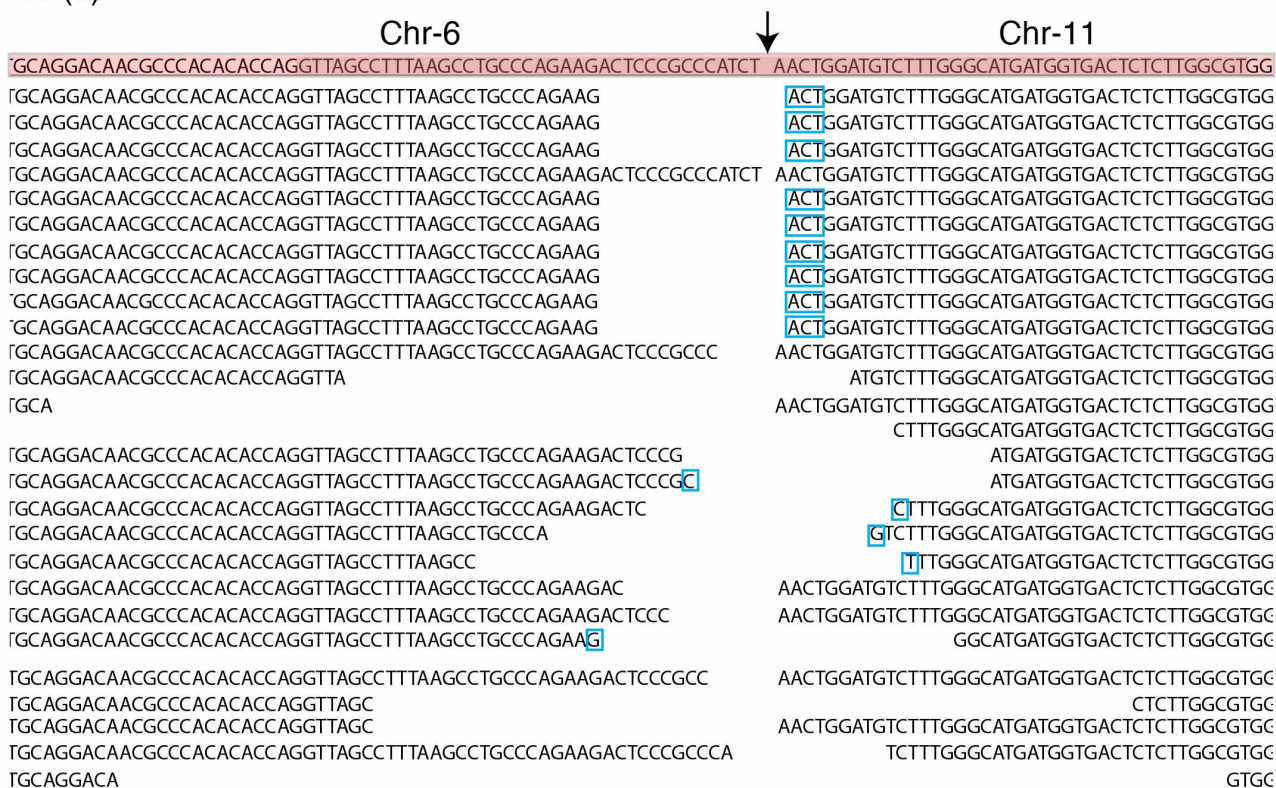 Chr-6 Chr-11
TGCAGGACAACGCCCACACACCAGGTTAGCCTTTAAGCCTGCCCAGAAGACTCCCGCCCATCT AACTGGATGTCTTTGGGCATGATGGTGACTCTCTTGGCGTGG
TGCAGGACAACGCCCACACACCAGGTTAGCCTTTAAGCCTGCCCAGAAG ACTGGATGTCTTTGGGCATGATGGTGACTCTCTTGGCGTGG
TGCAGGACAACGCCCACACACCAGGTTAGCCTTTAAGCCTGCCCAGAAG ACTGGATGTCTTTGGGCATGATGGTGACTCTCTTGGCGTGG
TGCAGGACAACGCCCACACACCAGGTTAGCCTTTAAGCCTGCCCAGAAG ACTGGATGTCTTTGGGCATGATGGTGACTCTCTTGGCGTGG
TGCAGGACAACGCCCACACACCAGGTTAGCCTTTAAGCCTGCCCAGAAGACTCCCGCCCATCT AACTGGATGTCTTTGGGCATGATGGTGACTCTCTTGGCGTGG
TGCAGGACAACGCCCACACACCAGGTTAGCCTTTAAGCCTGCCCAGAAG ACTGGATGTCTTTGGGCATGATGGTGACTCTCTTGGCGTGG
TGCAGGACAACGCCCACACACCAGGTTAGCCTTTAAGCCTGCCCAGAAG ACTGGATGTCTTTGGGCATGATGGTGACTCTCTTGGCGTGG
TGCAGGACAACGCCCACACACCAGGTTAGCCTTTAAGCCTGCCCAGAAG ACTGGATGTCTTTGGGCATGATGGTGACTCTCTTGGCGTGG
TGCAGGACAACGCCCACACACCAGGTTAGCCTTTAAGCCTGCCCAGAAG ACTGGATGTCTTTGGGCATGATGGTGACTCTCTTGGCGTGG
TGCAGGACAACGCCCACACACCAGGTTAGCCTTTAAGCCTGCCCAGAAG ACTGGATGTCTTTGGGCATGATGGTGACTCTCTTGGCGTGG
TGCAGGACAACGCCCACACACCAGGTTAGCCTTTAAGCCTGCCCAGAAG ACTGGATGTCTTTGGGCATGATGGTGACTCTCTTGGCGTGG
TGCAGGACAACGCCCACACACCAGGTTAGCCTTTAAGCCTGCCCAGAAGACTCCCGCCC AACTGGATGTCTTTGGGCATGATGGTGACTCTCTTGGCGTGG
TGCAGGACAACGCCCACACACCAGGTTA ATGTCTTTGGGCATGATGGTGACTCTCTTGGCGTGG
TGCA AACTGGATGTCTTTGGGCATGATGGTGACTCTCTTGGCGTGG
CTTTGGGCATGATGGTGACTCTCTTGGCGTGG
TGCAGGACAACGCCCACACACCAGGTTAGCCTTTAAGCCTGCCCAGAAGACTCCCG ATGATGGTGACTCTCTTGGCGTGG
TGCAGGACAACGCCCACACACCAGGTTAGCCTTTAAGCCTGCCCAGAAGACTCCCGC ATGATGGTGACTCTCTTGGCGTGG
TGCAGGACAACGCCCACACACCAGGTTAGCCTTTAAGCCTGCCCAGAAGACTC CTTTGGGCATGATGGTGACTCTCTTGGCGTGG
TGCAGGACAACGCCCACACACCAGGTTAGCCTTTAAGCCTGCCCA GTCTTTGGGCATGATGGTGACTCTCTTGGCGTGG
TGCAGGACAACGCCCACACACCAGGTTAGCCTTTAAGCC TTTGGGCATGATGGTGACTCTCTTGGCGTGG
TGCAGGACAACGCCCACACACCAGGTTAGCCTTTAAGCCTGCCCAGAAGAC AACTGGATGTCTTTGGGCATGATGGTGACTCTCTTGGCGTGG
TGCAGGACAACGCCCACACACCAGGTTAGCCTTTAAGCCTGCCCAGAAGACTCCC AACTGGATGTCTTTGGGCATGATGGTGACTCTCTTGGCGTGG
TGCAGGACAACGCCCACACACCAGGTTAGCCTTTAAGCCTGCCCAGAAG GGCATGATGGTGACTCTCTTGGCGTGG
TGCAGGACAACGCCCACACACCAGGTTAGCCTTTAAGCCTGCCCAGAAGACTCCCGCC AACTGGATGTCTTTGGGCATGATGGTGACTCTCTTGGCGTGG
TGCAGGACAACGCCCACACACCAGGTTAGC CTCTTGGCGTGG
TGCAGGACAACGCCCACACACCAGGTTAGC AACTGGATGTCTTTGGGCATGATGGTGACTCTCTTGGCGTGG
TGCAGGACAACGCCCACACACCAGGTTAGCCTTTAAGCCTGCCCAGAAGACTCCCGCCCA TCTTTGGGCATGATGGTGACTCTCTTGGCGTGG
TGCAGGACA GTGG